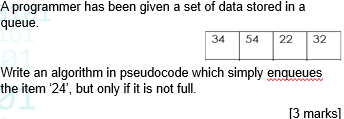 A programmer has been given a set of data stored in a
queue.
34 54 22 32
Write an algorithm in pseudocode which simply enqueues
the item ‘24’, but only if it is not full.
[3 marks]